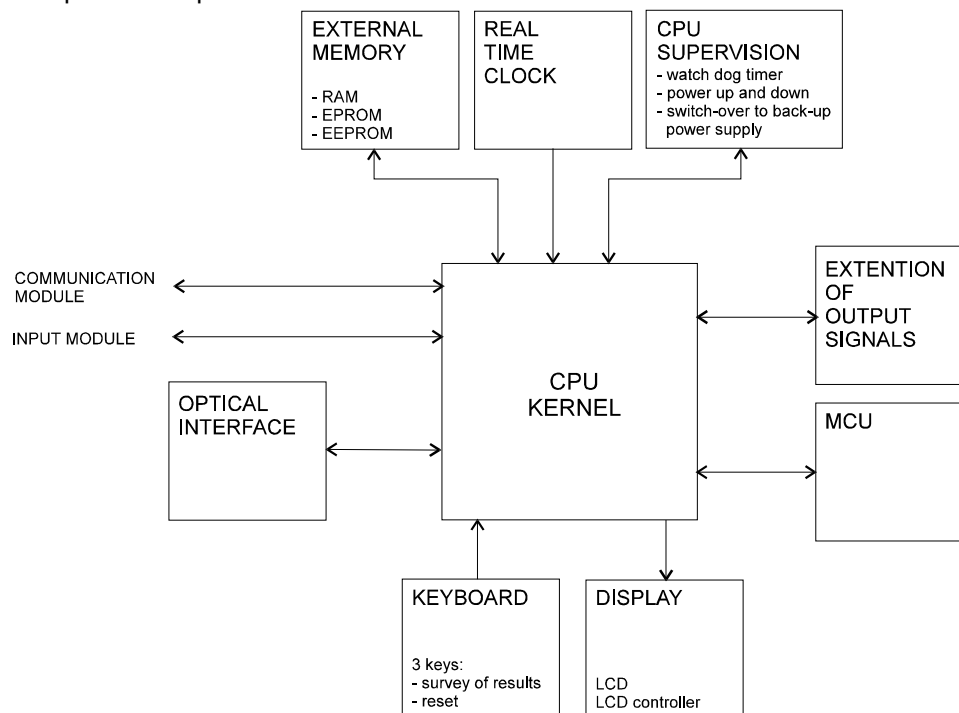 EXTERNAL
MEMORY
- RAM
- EPROM
- EEPROM
REAL
TIME
CLOCK
CPU
SUPERVISION
- watch dog timer
- power up and down
- switch-over to back-up
power supply
COMMUNICATION
MODULE
INPUT MODULE
OPTICAL
INTERFACE
CPU
KERNEL
EXTENTION
OF
OUTPUT
SIGNALS
MCU
KEYBOARD
3 keys:
- survey of results
- reset
DISPLAY
LCD
LCD controller